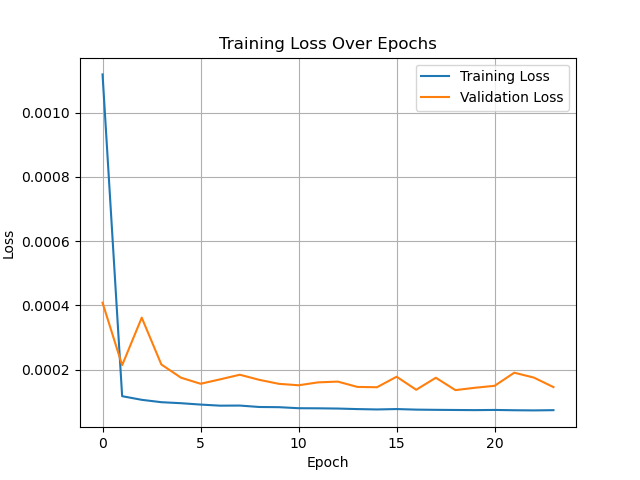 Training Loss Over Epochs
Training Loss
Validation Loss
0.0010
0.0008
0.0006
0.0004
0.0002
Loss
0 5 10 15 20
Epoch